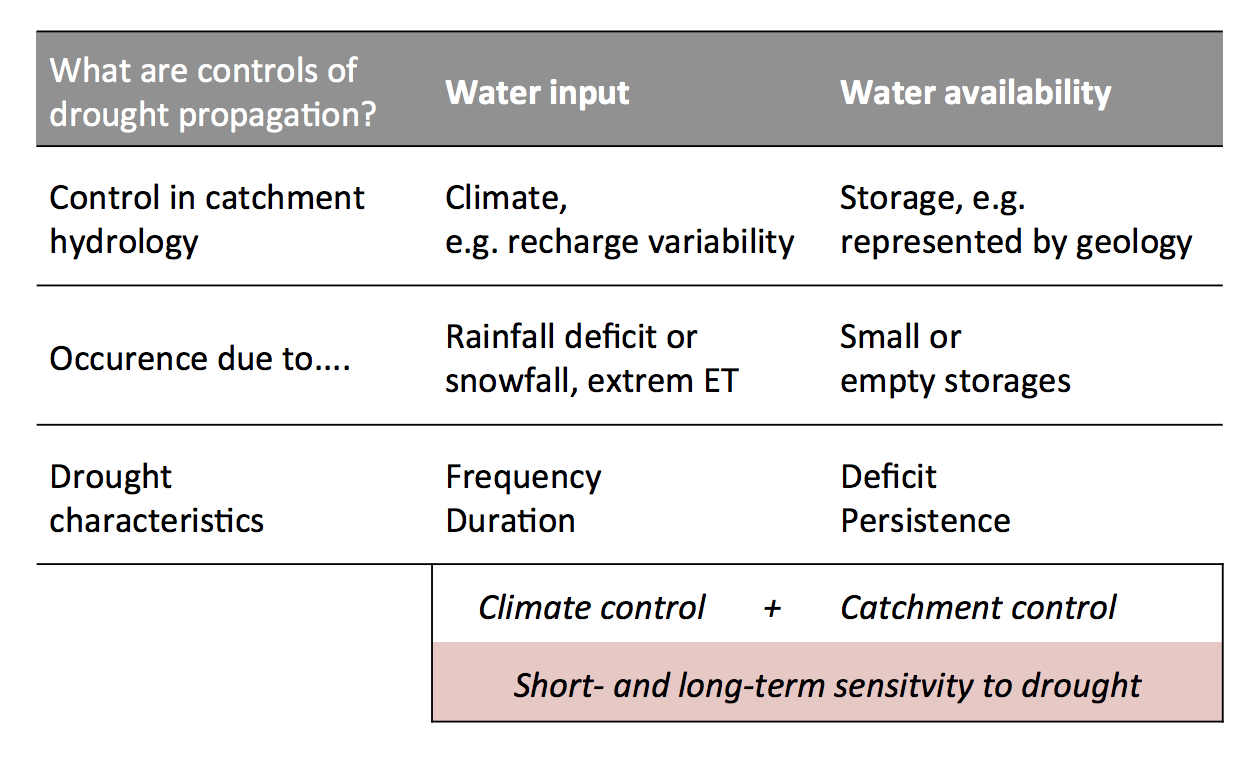 What are controls of
drought propagation?
Water input
Water availability
Control in catchment
hydrology
Climate,
e.g. recharge variability
Storage, e.g.
represented by geology
Occurence due to....
Rainfall deficit or
snowfall, extrem ET
Small or
empty storages
Drought
characteristics
Frequency
Duration
Deficit
Persistence
Climate control + Catchment control
Short- and long-term sensitvity to drought